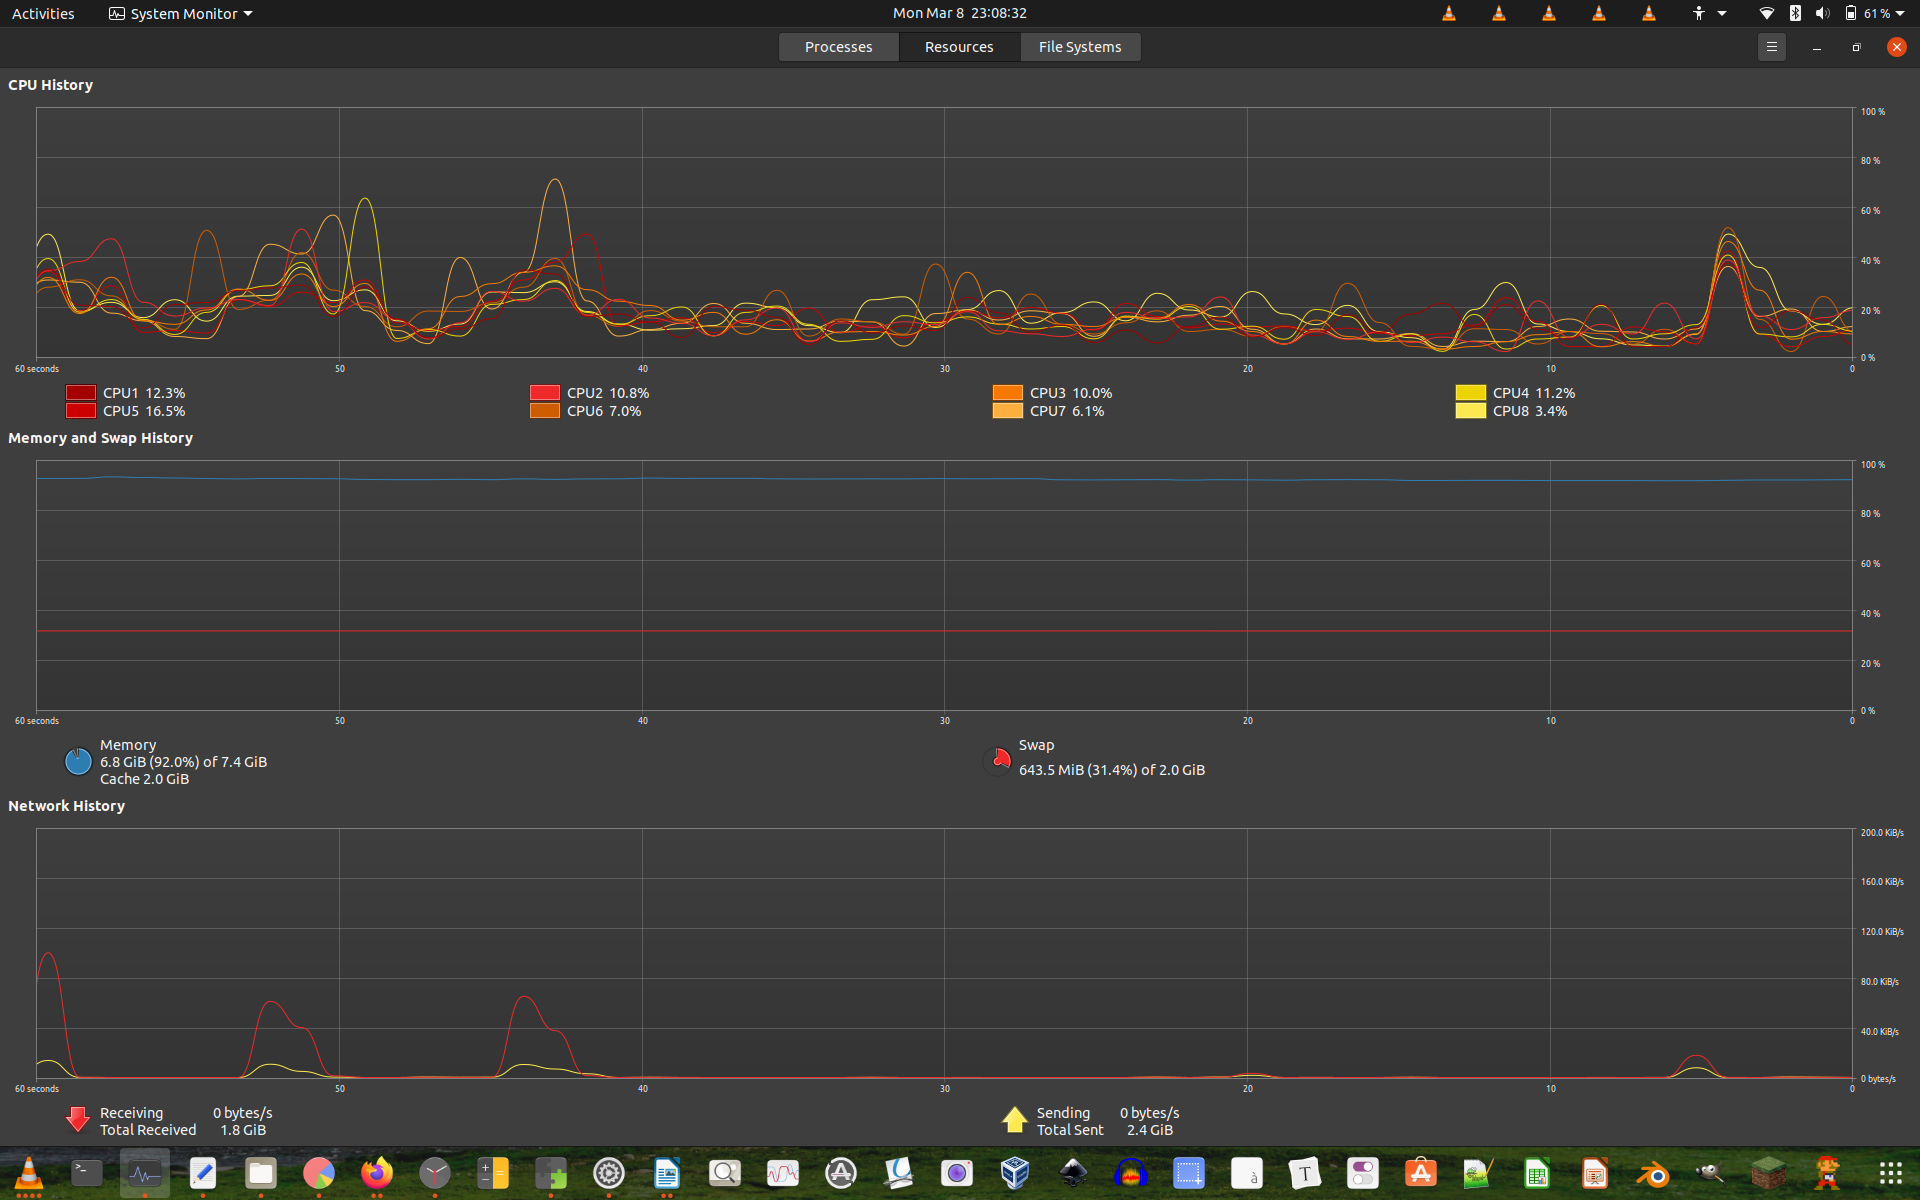 Activities System Monitor Mon Mar 8 23:08:32 61 %
Processes Resources File Systems
CPU History
100 %
80 %
60 %
40 %
20 %
0 %
60 seconds 50 40 30 20 10 0
CPU1 12.3% CPU2 10.8% CPU3 10.0% CPU4 11.2%
CPU5 16.5% CPU6 7.0% CPU7 6.1% CPU8 3.4%
Memory and Swap History
100 %
80 %
60 %
40 %
20 %
0 %
60 seconds 50 40 30 20 10 0
Memory Swap
6.8 GiB (92.0%) of 7.4 GiB 643.5 MiB (31.4%) of 2.0 GiB
Cache 2.0 GiB
Network History
200.0 KiB/s
160.0 KiB/s
120.0 KiB/s
80.0 KiB/s
40.0 KiB/s
0 bytes/s
60 seconds 50 40 30 20 10 0
Receiving 0 bytes/s Sending 0 bytes/s
Total Received 1.8 GiB Total Sent 2.4 GiB
>_ à T